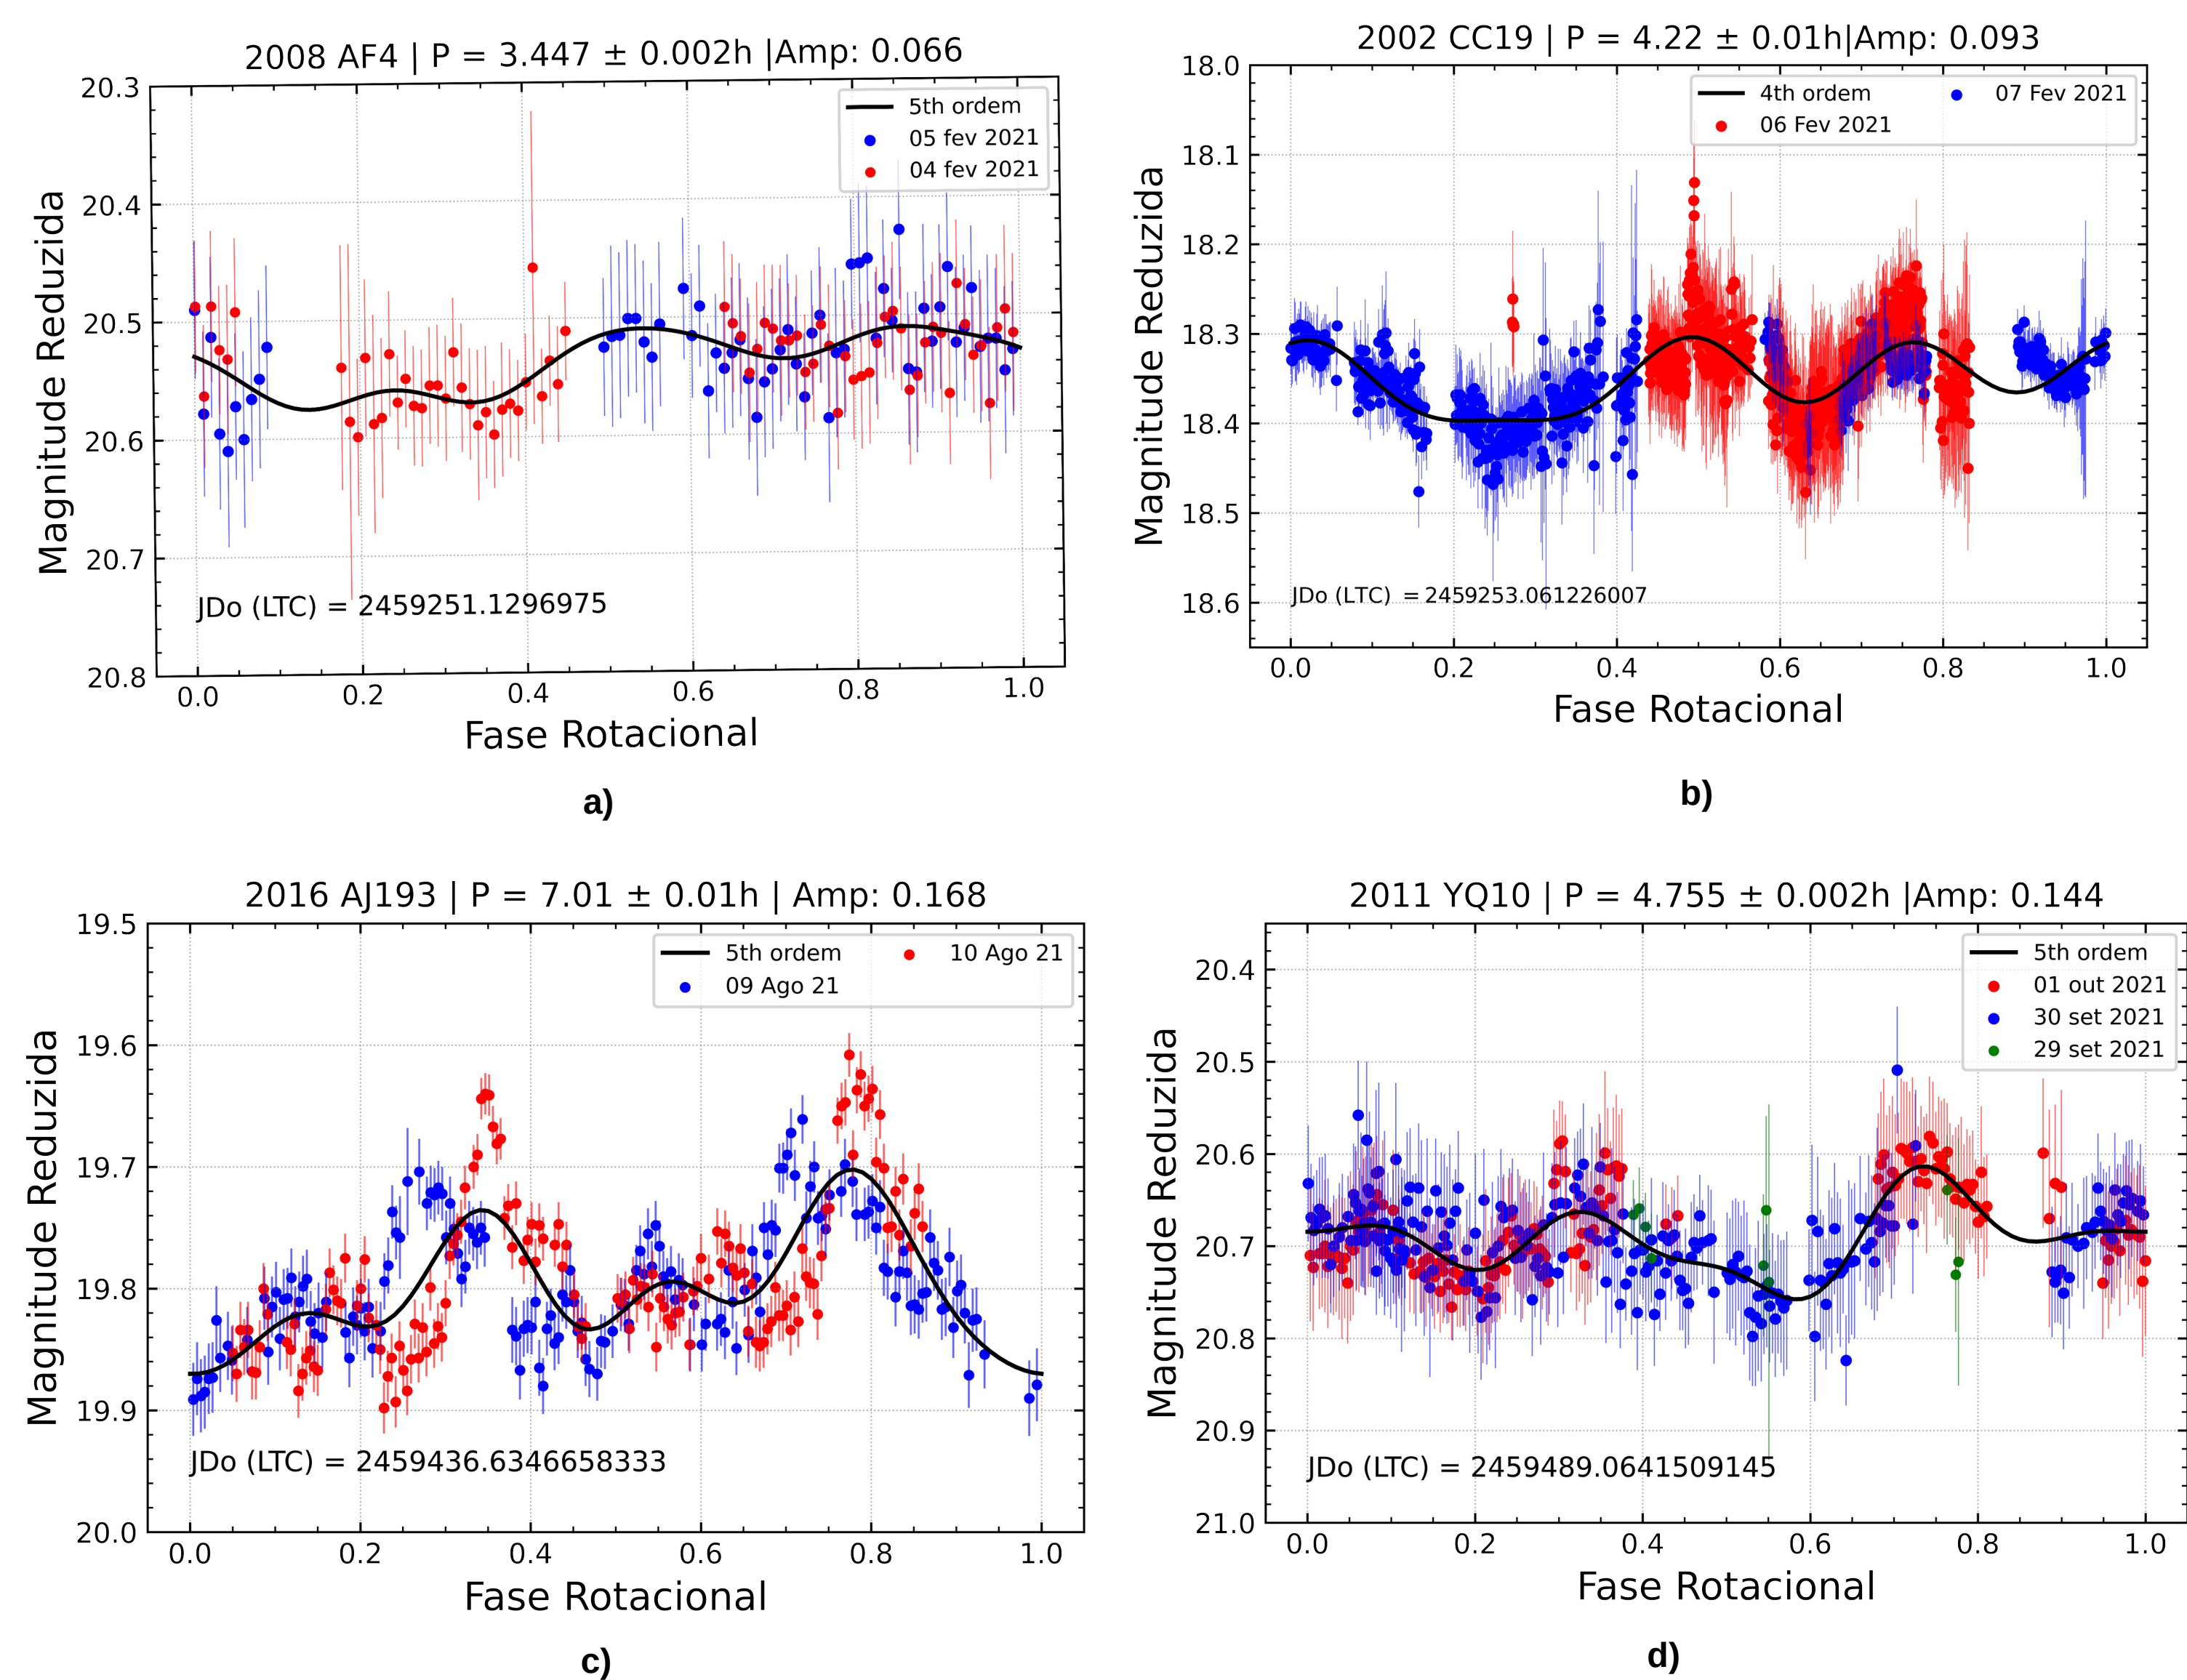 2008 AF4 | P = 3.447 ± 0.002h |Amp: 0.066
20.3
20.4
20.5
20.6
20.7
20.8
Magnitude Reduzida
5th ordem
05 fev 2021
04 fev 2021
JDo (LTC) = 2459251.1296975
0.0 0.2 0.4 0.6 0.8 1.0
Fase Rotacional
a)
2002 CC19 | P = 4.22 ± 0.01h|Amp: 0.093
18.0
18.1
18.2
18.3
18.4
18.5
18.6
Magnitude Reduzida
4th ordem
06 Fev 2021
07 Fev 2021
JDo (LTC) = 2459253.061226007
0.0 0.2 0.4 0.6 0.8 1.0
Fase Rotacional
b)
2016 AJ193 | P = 7.01 ± 0.01h | Amp: 0.168
19.5
19.6
19.7
19.8
19.9
20.0
Magnitude Reduzida
5th ordem
09 Ago 21
10 Ago 21
JDo (LTC) = 2459436.6346658333
0.0 0.2 0.4 0.6 0.8 1.0
Fase Rotacional
c)
2011 YQ10 | P = 4.755 ± 0.002h |Amp: 0.144
20.4
20.5
20.6
20.7
20.8
20.9
21.0
Magnitude Reduzida
5th ordem
01 out 2021
30 set 2021
29 set 2021
JDo (LTC) = 2459489.0641509145
0.0 0.2 0.4 0.6 0.8 1.0
Fase Rotacional
d)